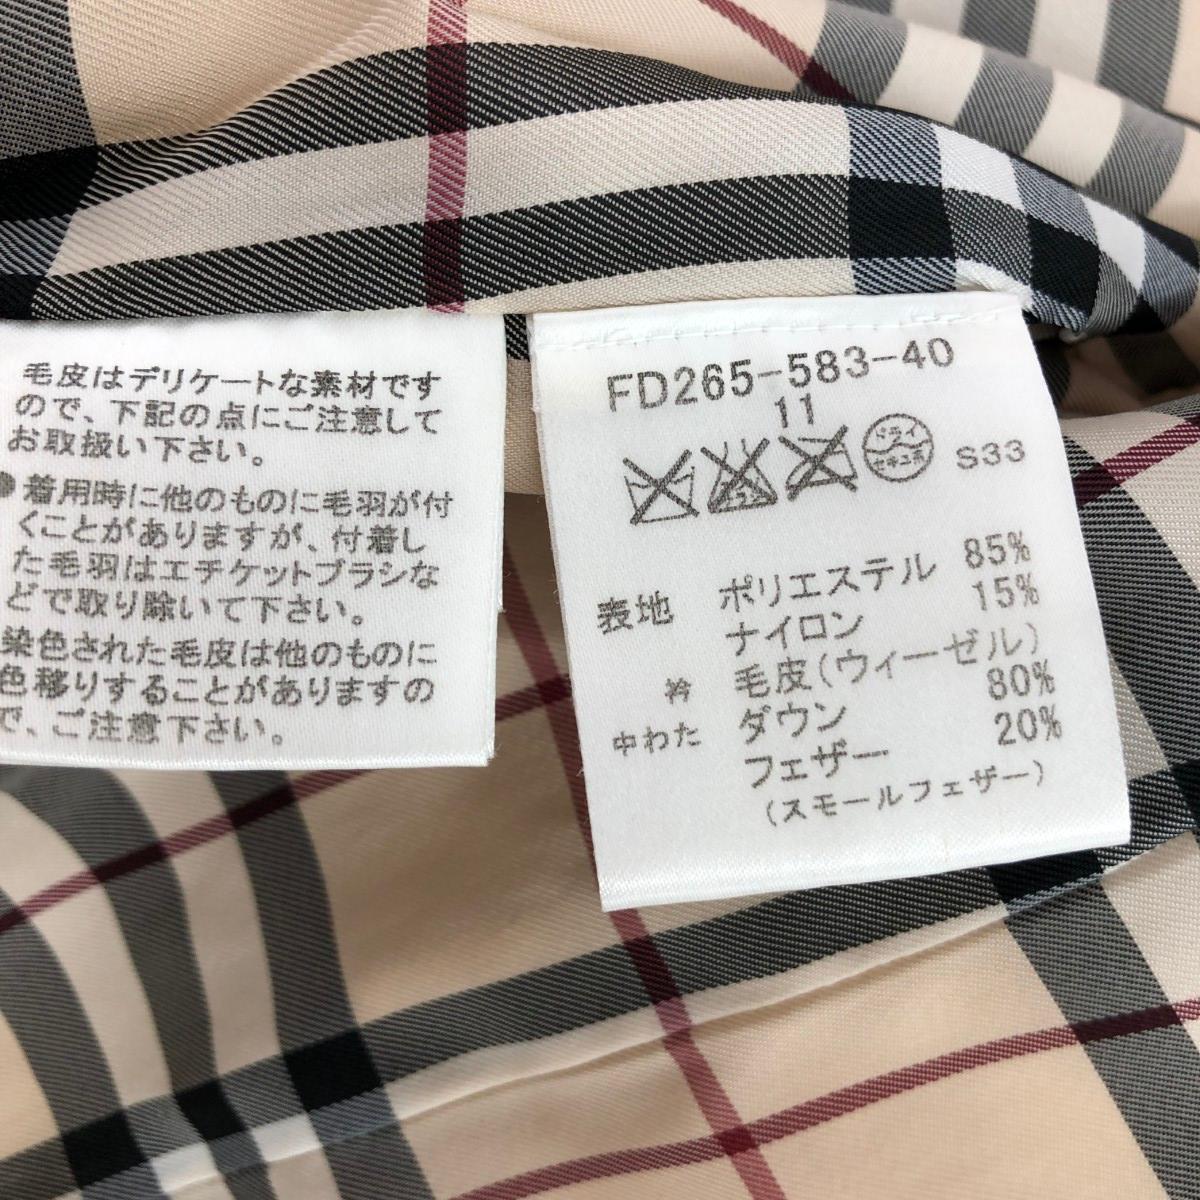 毛皮はデリケートな素材です
ので、下記の点にご注意して
お取扱い下さい。
●着用時に他のものに毛羽が付
くことがありますが、付着し
た毛羽はエチケットブラシな
どで取り除いて下さい。
染色された毛皮は他のものに
色移りすることがありますの
で、ご注意下さい。
FD265-583-40
11
エンソ
ドライ
セキユ系
S33
表地 ポリエステル 85%
ナイロン 15%
衿 毛皮(ウィーゼル)
中わた ダウン 80%
フェザー 20%
(スモールフェザー)